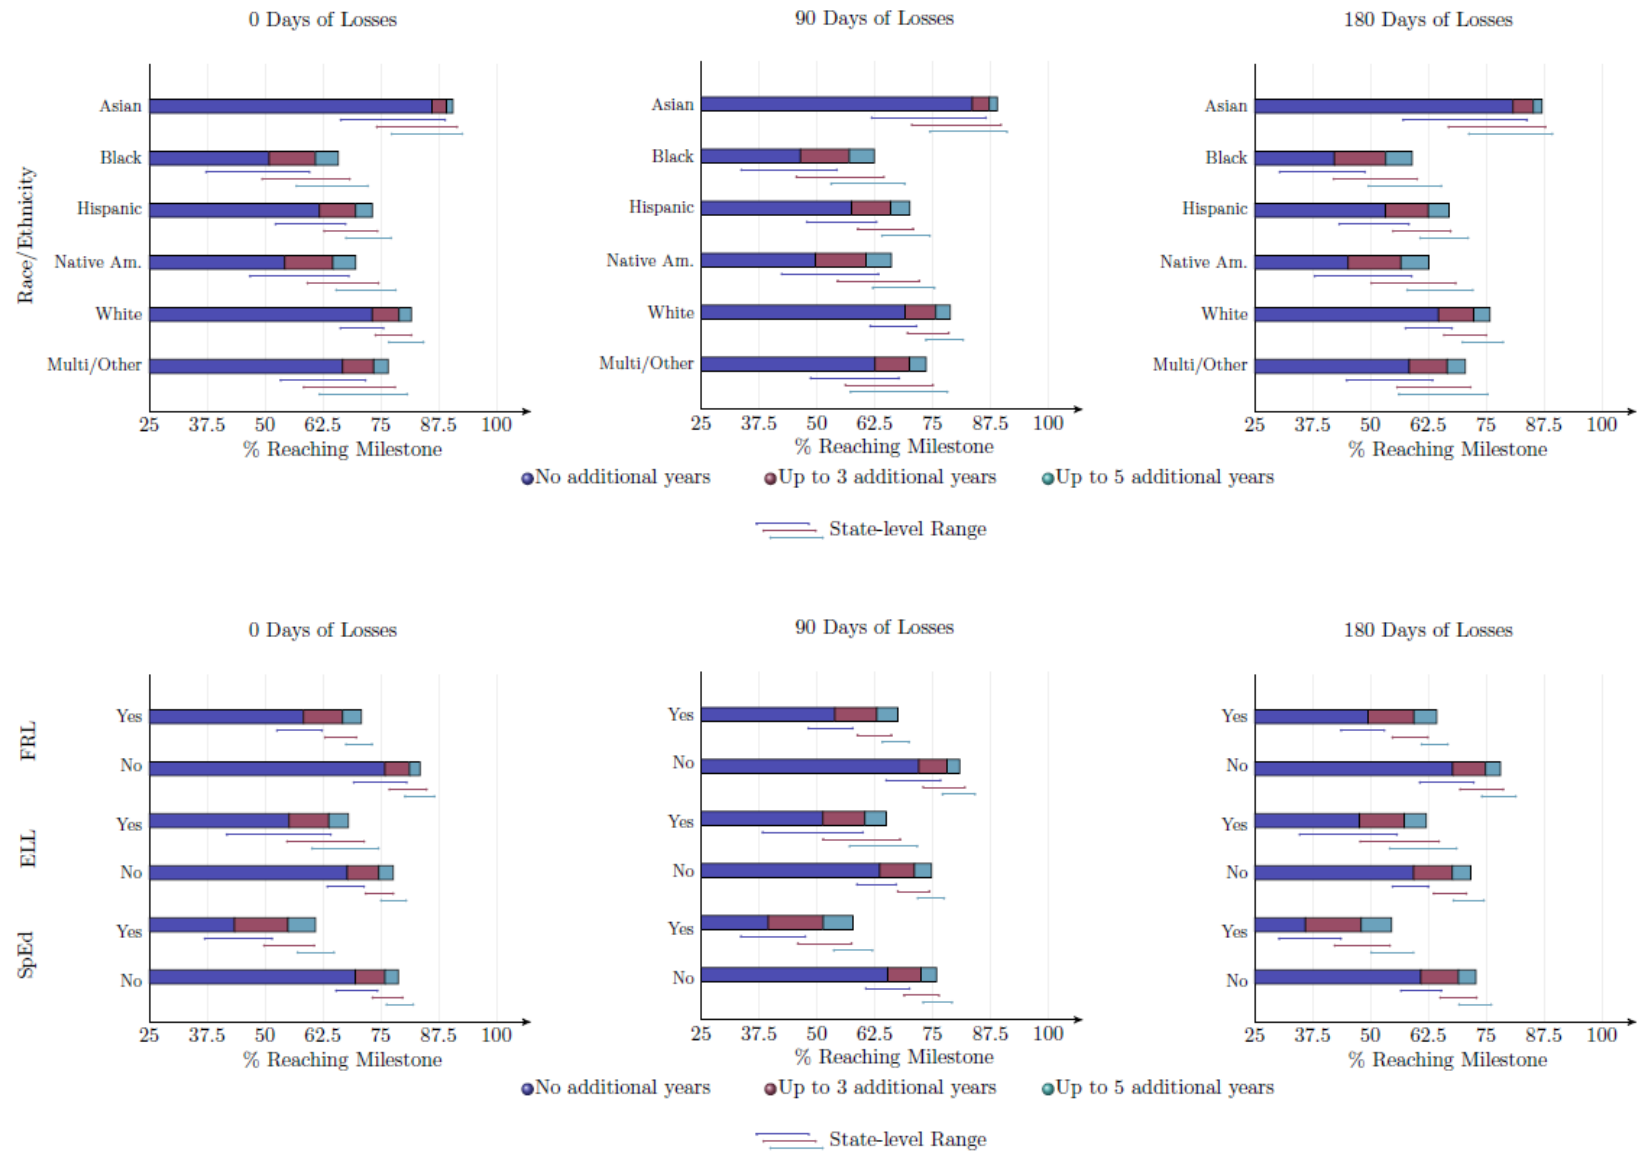 0 Days of Losses
90 Days of Losses
180 Days of Losses
Race/Ethnicity
Asian
Black
Hispanic
Native Am.
White
Multi/Other
25 37.5 50 62.5 75 87.5 100
% Reaching Milestone
Asian
Black
Hispanic
Native Am.
White
Multi/Other
25 37.5 50 62.5 75 87.5 100
% Reaching Milestone
Asian
Black
Hispanic
Native Am.
White
Multi/Other
25 37.5 50 62.5 75 87.5 100
% Reaching Milestone
No additional years Up to 3 additional years Up to 5 additional years
State-level Range
0 Days of Losses
90 Days of Losses
180 Days of Losses
FRL
ELL
SpEd
Yes
No
Yes
No
Yes
No
25 37.5 50 62.5 75 87.5 100
% Reaching Milestone
Yes
No
Yes
No
Yes
No
25 37.5 50 62.5 75 87.5 100
% Reaching Milestone
Yes
No
Yes
No
Yes
No
25 37.5 50 62.5 75 87.5 100
% Reaching Milestone
No additional years Up to 3 additional years Up to 5 additional years
State-level Range